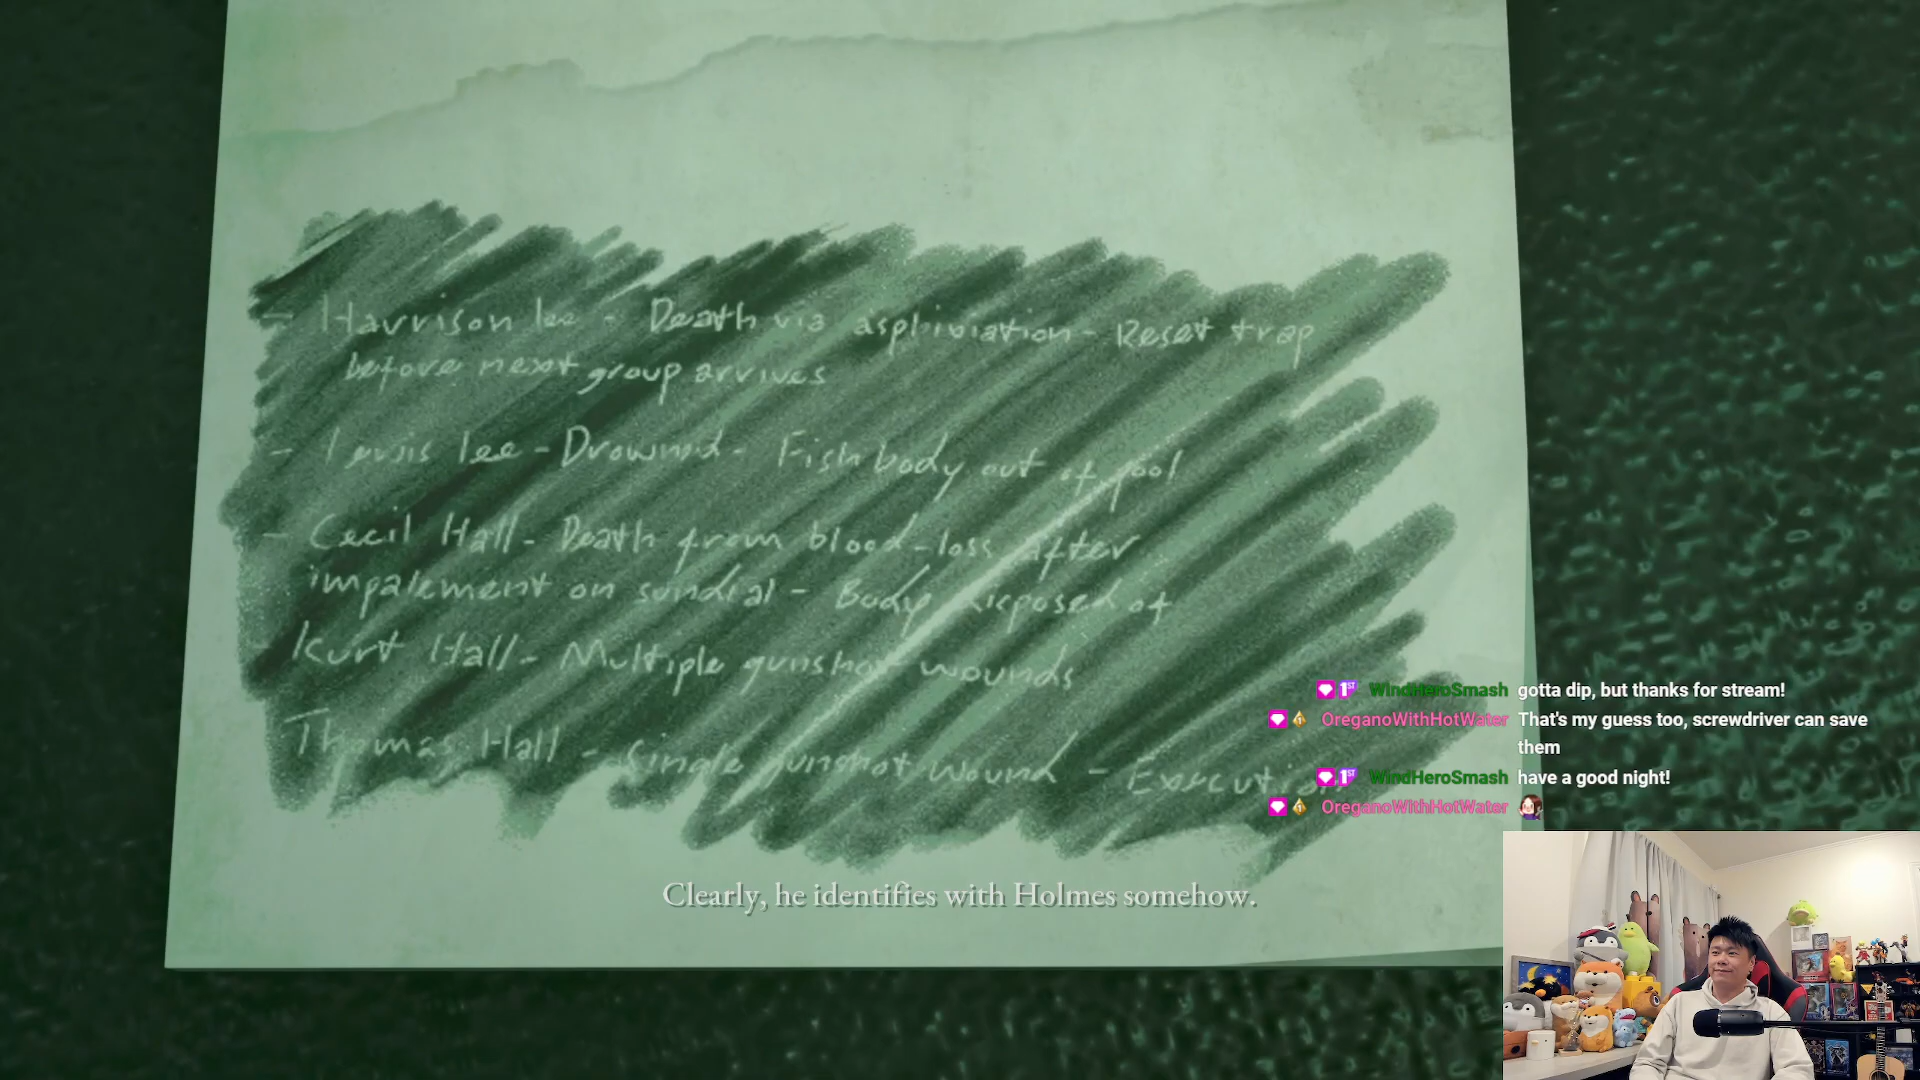 - Harrison lee - Death via asphixiation - Reset trap
before next group arrives
- Lewis lee - Drowned - Fish body out of pool
- Cecil Hall - Death from blood-loss after
impalement on sundial - Body disposed of
Kurt Hall - Multiple gunshot wounds
Thomas Hall - Single gunshot wound - Execution
Clearly, he identifies with Holmes somehow.
1ST WindHeroSmash gotta dip, but thanks for stream!
OreganoWithHotWater That's my guess too, screwdriver can save
them
1ST WindHeroSmash have a good night!
OreganoWithHotWater